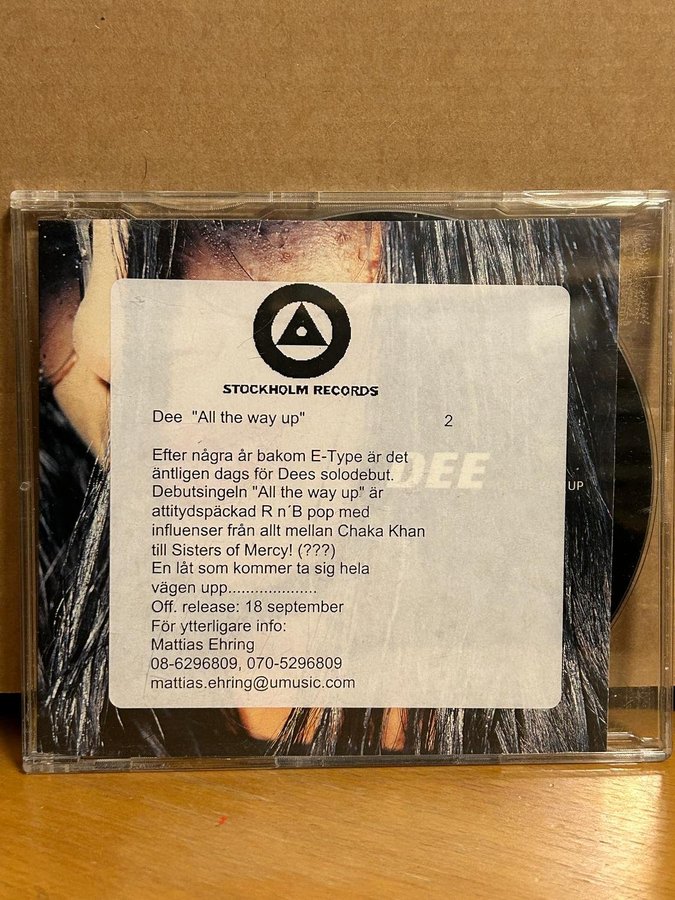 STOCKHOLM RECORDS
Dee "All the way up" 2
Efter några år bakom E-Type är det
äntligen dags för Dees solodebut.
Debutsingeln "All the way up" är
attitydspäckad R n´B pop med
influenser från allt mellan Chaka Khan
till Sisters of Mercy! (???)
En låt som kommer ta sig hela
vägen upp....................
Off. release: 18 september
För ytterligare info:
Mattias Ehring
08-6296809, 070-5296809
mattias.ehring@umusic.com
DEE
UP